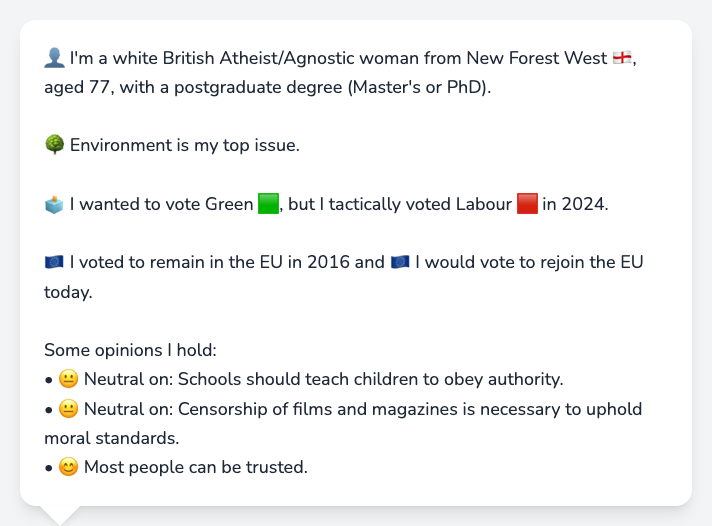 👤 I'm a white British Atheist/Agnostic woman from New Forest West 🏴󠁧󠁢󠁥󠁮󠁧󠁿,
aged 77, with a postgraduate degree (Master's or PhD).
🌳 Environment is my top issue.
🗳️ I wanted to vote Green 🟩, but I tactically voted Labour 🟥 in 2024.
🇪🇺 I voted to remain in the EU in 2016 and 🇪🇺 I would vote to rejoin the EU
today.
Some opinions I hold:
• 😐 Neutral on: Schools should teach children to obey authority.
• 😐 Neutral on: Censorship of films and magazines is necessary to uphold
moral standards.
• 😊 Most people can be trusted.